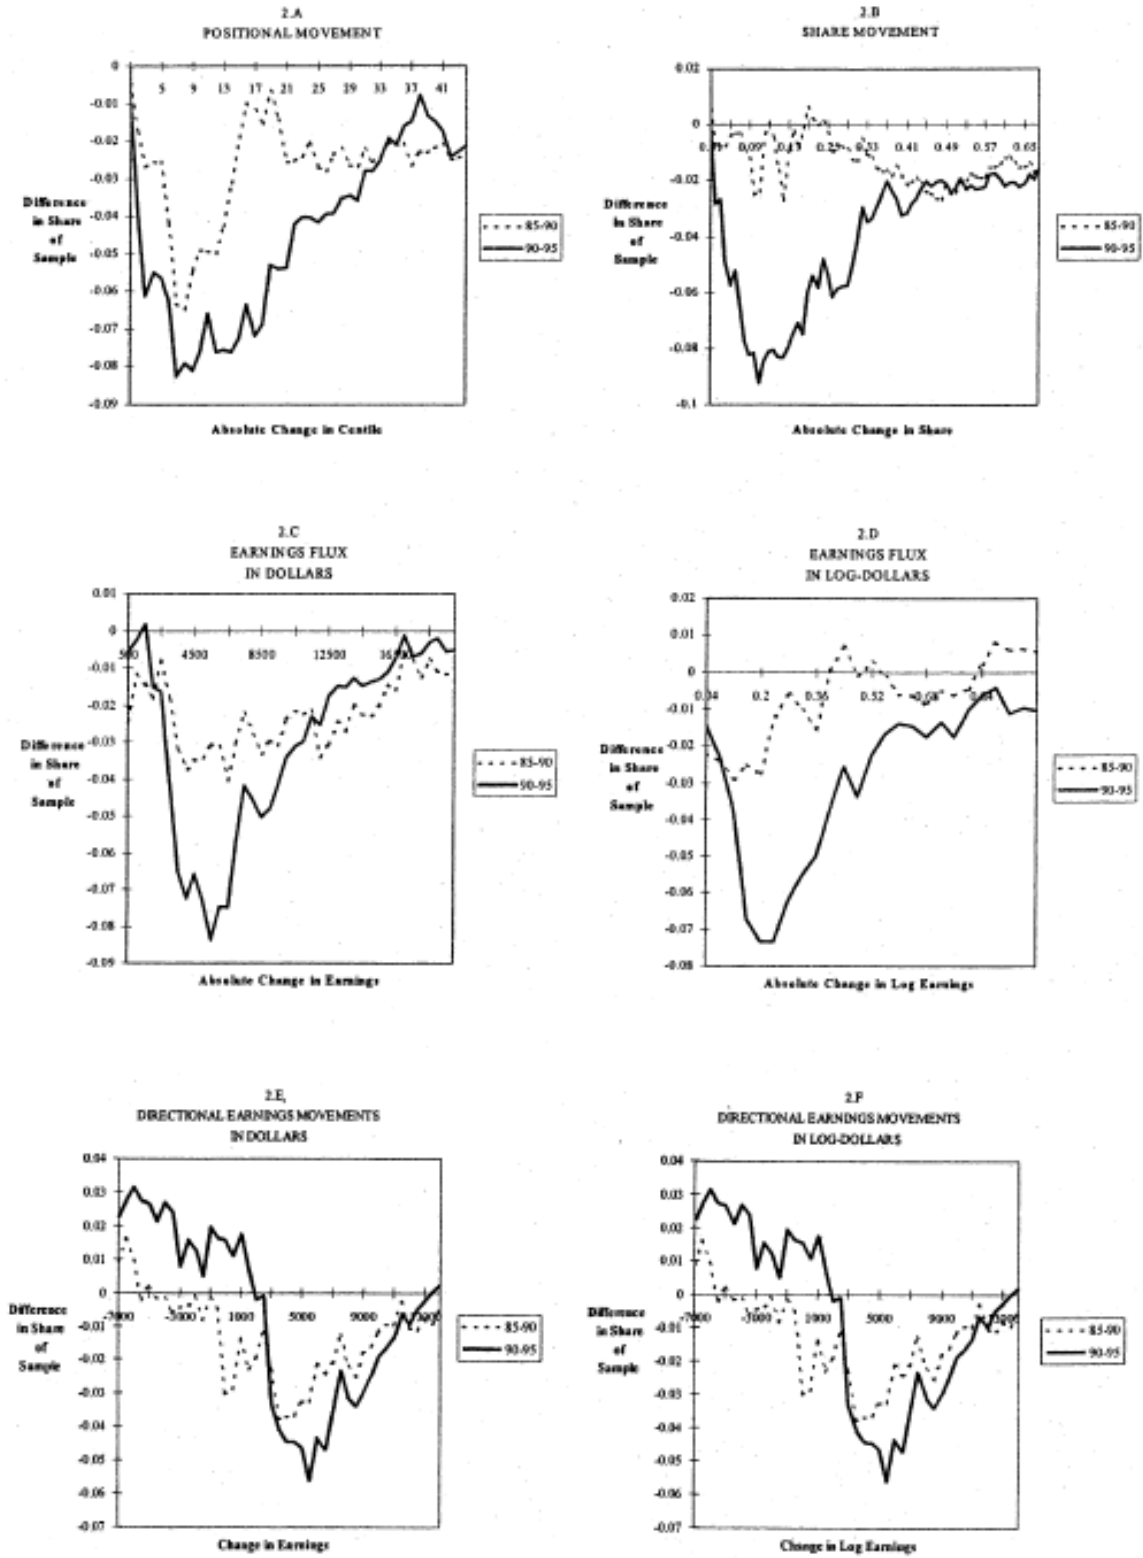 2.A
POSITIONAL MOVEMENT
0
-0.01
-0.02
-0.03
-0.04
-0.05
-0.06
-0.07
-0.08
-0.09
5 9 13 17 21 25 29 33 37 41
Difference
in Share
of
Sample
85-90
90-95
Absolute Change in Centile
2.B
SHARE MOVEMENT
0.02
0
-0.02
-0.04
-0.06
-0.08
-0.1
0.09 0.33 0.41 0.49 0.57 0.65
Difference
in Share
of
Sample
85-90
90-95
Absolute Change in Share
2.C
EARNINGS FLUX
IN DOLLARS
0.01
0
-0.01
-0.02
-0.03
-0.04
-0.05
-0.06
-0.07
-0.08
-0.09
500 4500 8500 12500
Difference
in Share
of
Sample
85-90
90-95
Absolute Change in Earnings
2.D
EARNINGS FLUX
IN LOG-DOLLARS
0.02
0.01
0
-0.01
-0.02
-0.03
-0.04
-0.05
-0.06
-0.07
-0.08
0.04 0.2 0.36 0.52 0.68 0.84
Difference
in Share
of
Sample
85-90
90-95
Absolute Change in Log Earnings
2.E
DIRECTIONAL EARNINGS MOVEMENTS
IN DOLLARS
0.04
0.03
0.02
0.01
0
-0.01
-0.02
-0.03
-0.04
-0.05
-0.06
-0.07
-7000 -3000 1000 5000 9000
Difference
in Share
of
Sample
85-90
90-95
Change in Earnings
2.F
DIRECTIONAL EARNINGS MOVEMENTS
IN LOG-DOLLARS
0.04
0.03
0.02
0.01
0
-0.01
-0.02
-0.03
-0.04
-0.05
-0.06
-0.07
-7000 -3000 1000 5000 9000
Difference
in Share
of
Sample
85-90
90-95
Change in Log Earnings